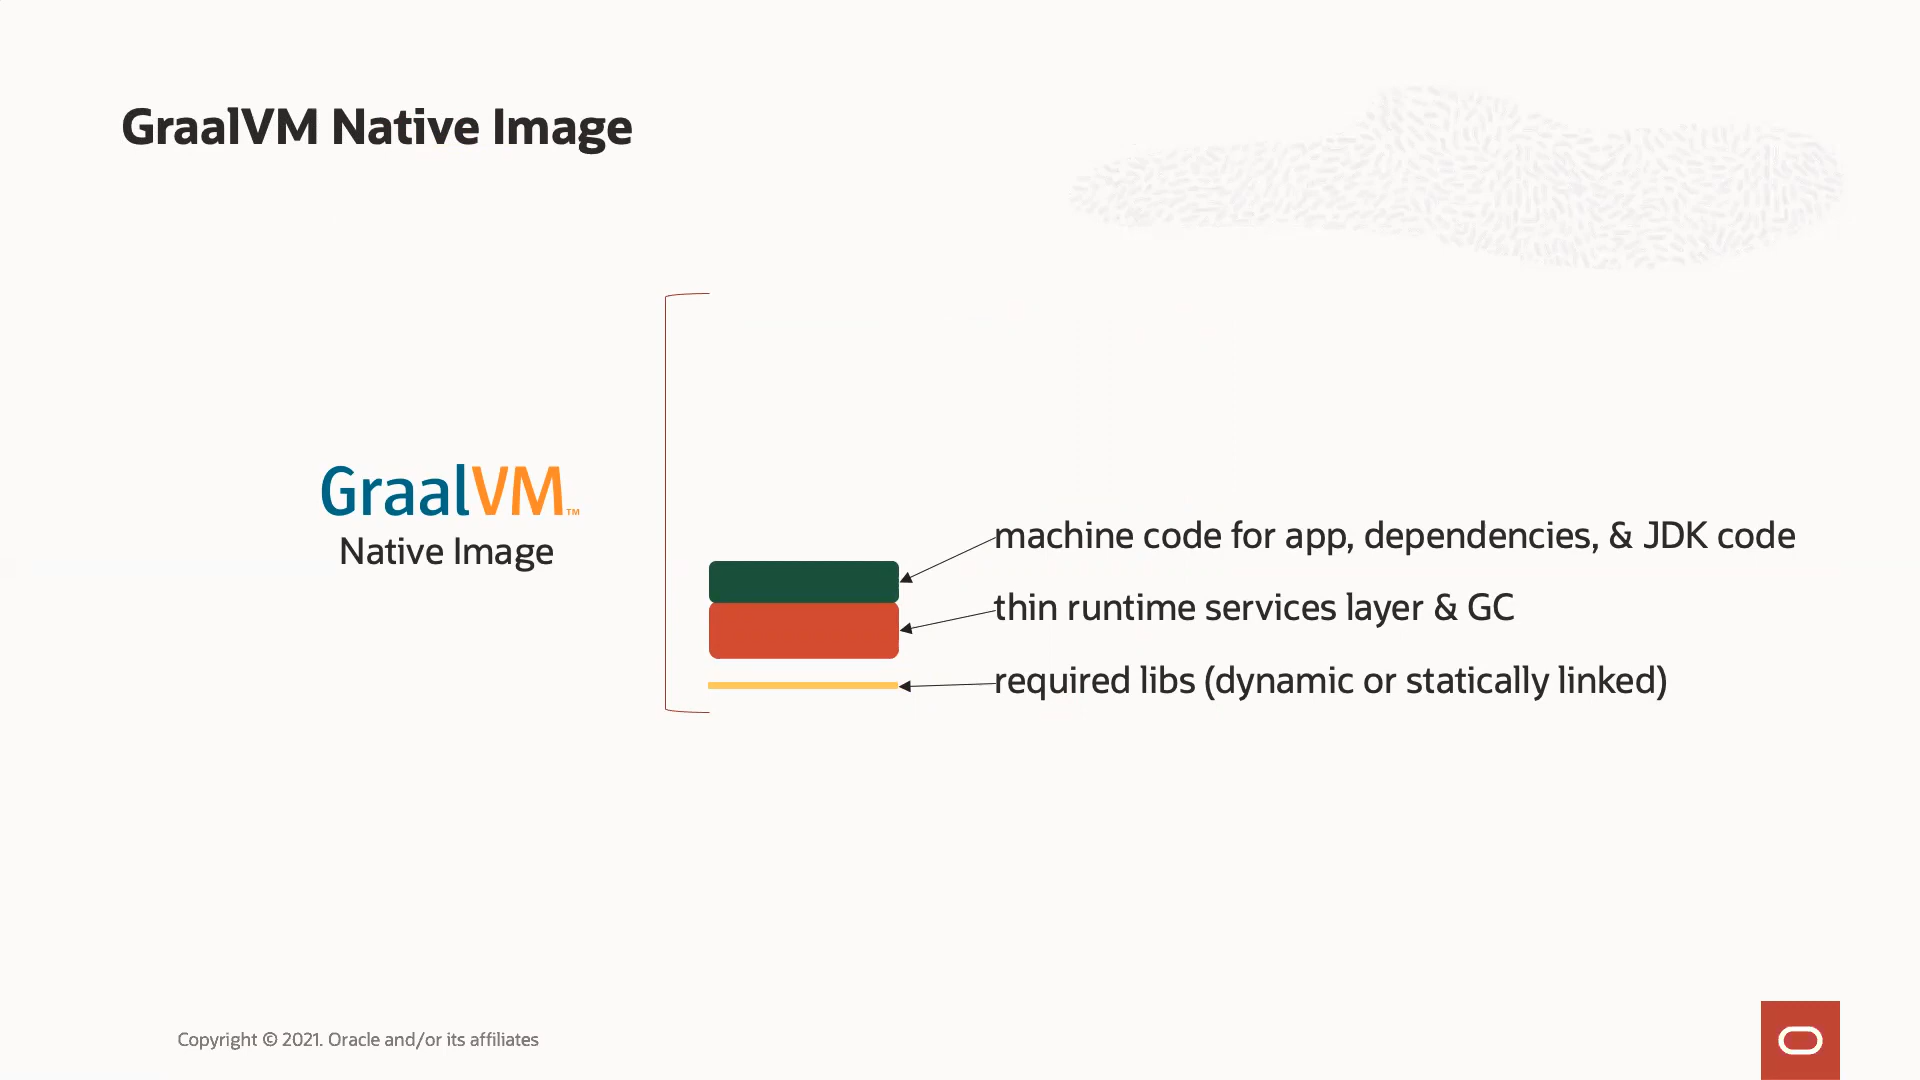 GraalVM Native Image
GraalVM™
Native Image
machine code for app, dependencies, & JDK code
thin runtime services layer & GC
required libs (dynamic or statically linked)
Copyright © 2021. Oracle and/or its affiliates